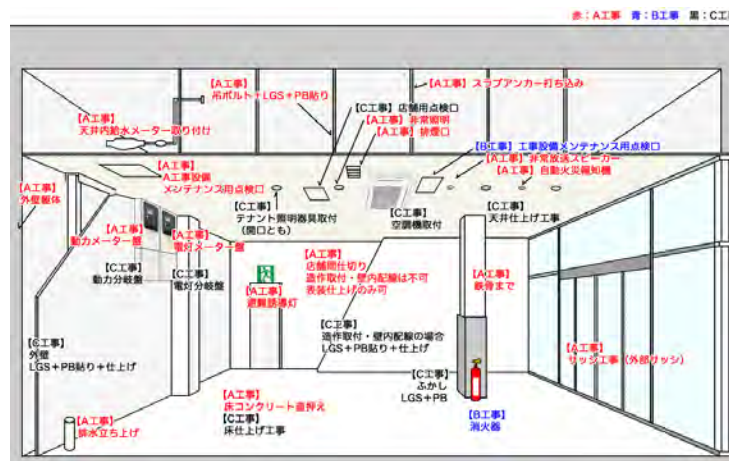 赤：A工事　青：B工事　黒：C工
【A工事】
吊ボルト＋LGS＋PB貼り
【A工事】スラブアンカー打ち込み
【A工事】
天井内給水メーター取り付け
【C工事】店舗用点検口
【A工事】非常照明
【A工事】排煙口
【B工事】工事設備メンテナンス用点検口
【A工事】非常放送スピーカー
【A工事】自動火災報知機
【A工事】
A工事設備
メンテナンス用点検口
【A工事】
外壁躯体
【C工事】
テナント照明器具取付
（開口とも）
【C工事】
空調機取付
【C工事】
天井仕上げ工事
【A工事】
動力メーター盤
【A工事】
電灯メーター盤
【C工事】
動力分岐盤
【C工事】
電灯分岐盤
【A工事】
避難誘導灯
【A工事】
店舗間仕切り
造作取付・壁内配線は不可
表装仕上げのみ可
【A工事】
鉄骨まで
【C工事】
造作取付・壁内配線の場合
LGS＋PB貼り＋仕上げ
【C工事】
外壁
LGS＋PB貼り＋仕上げ
【A工事】
サッシ工事（外部サッシ）
【C工事】
ふかし
LGS＋PB
【A工事】
床コンクリート直押え
【C工事】
床仕上げ工事
【A工事】
排水立ち上げ
【B工事】
消火器